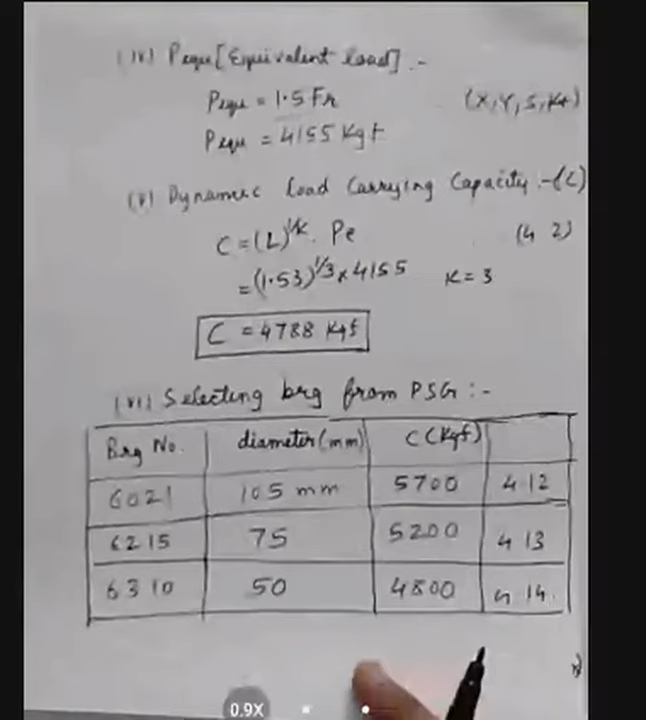 (iv) Pequ [Equivalent load] :-
Pequ = 1.5 Fr (X, Y, S, Kt)
Pequ = 4155 Kgf
(v) Dynamic load Carrying Capacity :- (C)
C = (L)^1/K . Pe (4 2)
= (1.53)^1/3 x 4155 K = 3
C = 4788 Kgf
(vi) Selecting brg from PSG :-
Brg No. diameter (mm) C (Kgf)
6021 105 mm 5700 4 12
6215 75 5200 4 13
6310 50 4800 4 14
0.9X